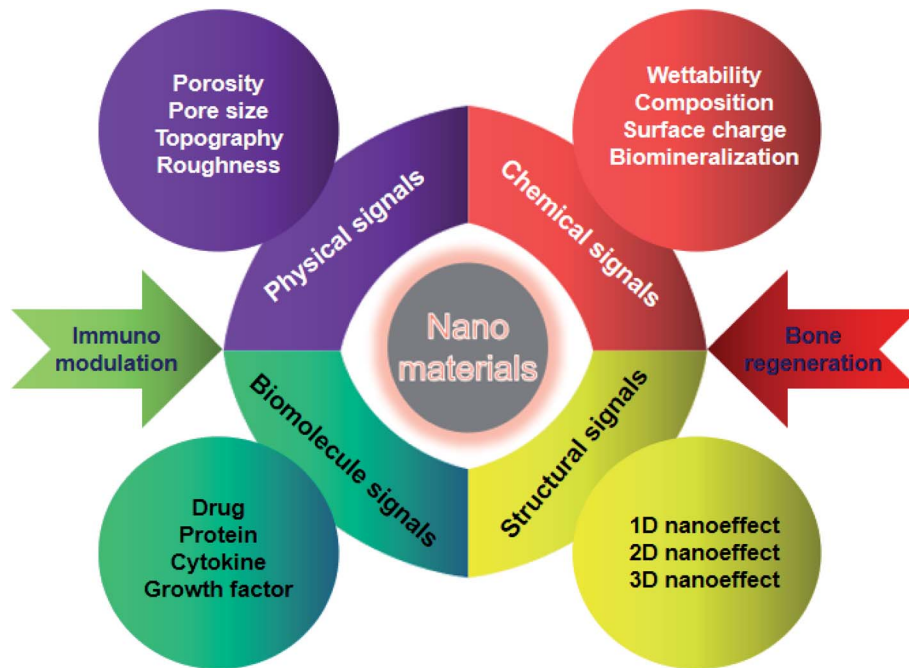 Porosity
Pore size
Topography
Roughness
Wettability
Composition
Surface charge
Biomineralization
Physical signals
Chemical signals
Immuno
modulation
Nano
materials
Bone
regeneration
Biomolecule signals
Structural signals
Drug
Protein
Cytokine
Growth factor
1D nanoeffect
2D nanoeffect
3D nanoeffect